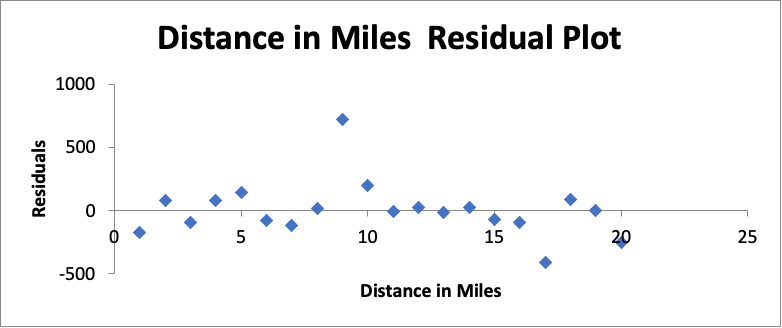 Distance in Miles  Residual Plot
1000
500
0
-500
Residuals
0 5 10 15 20 25
Distance in Miles